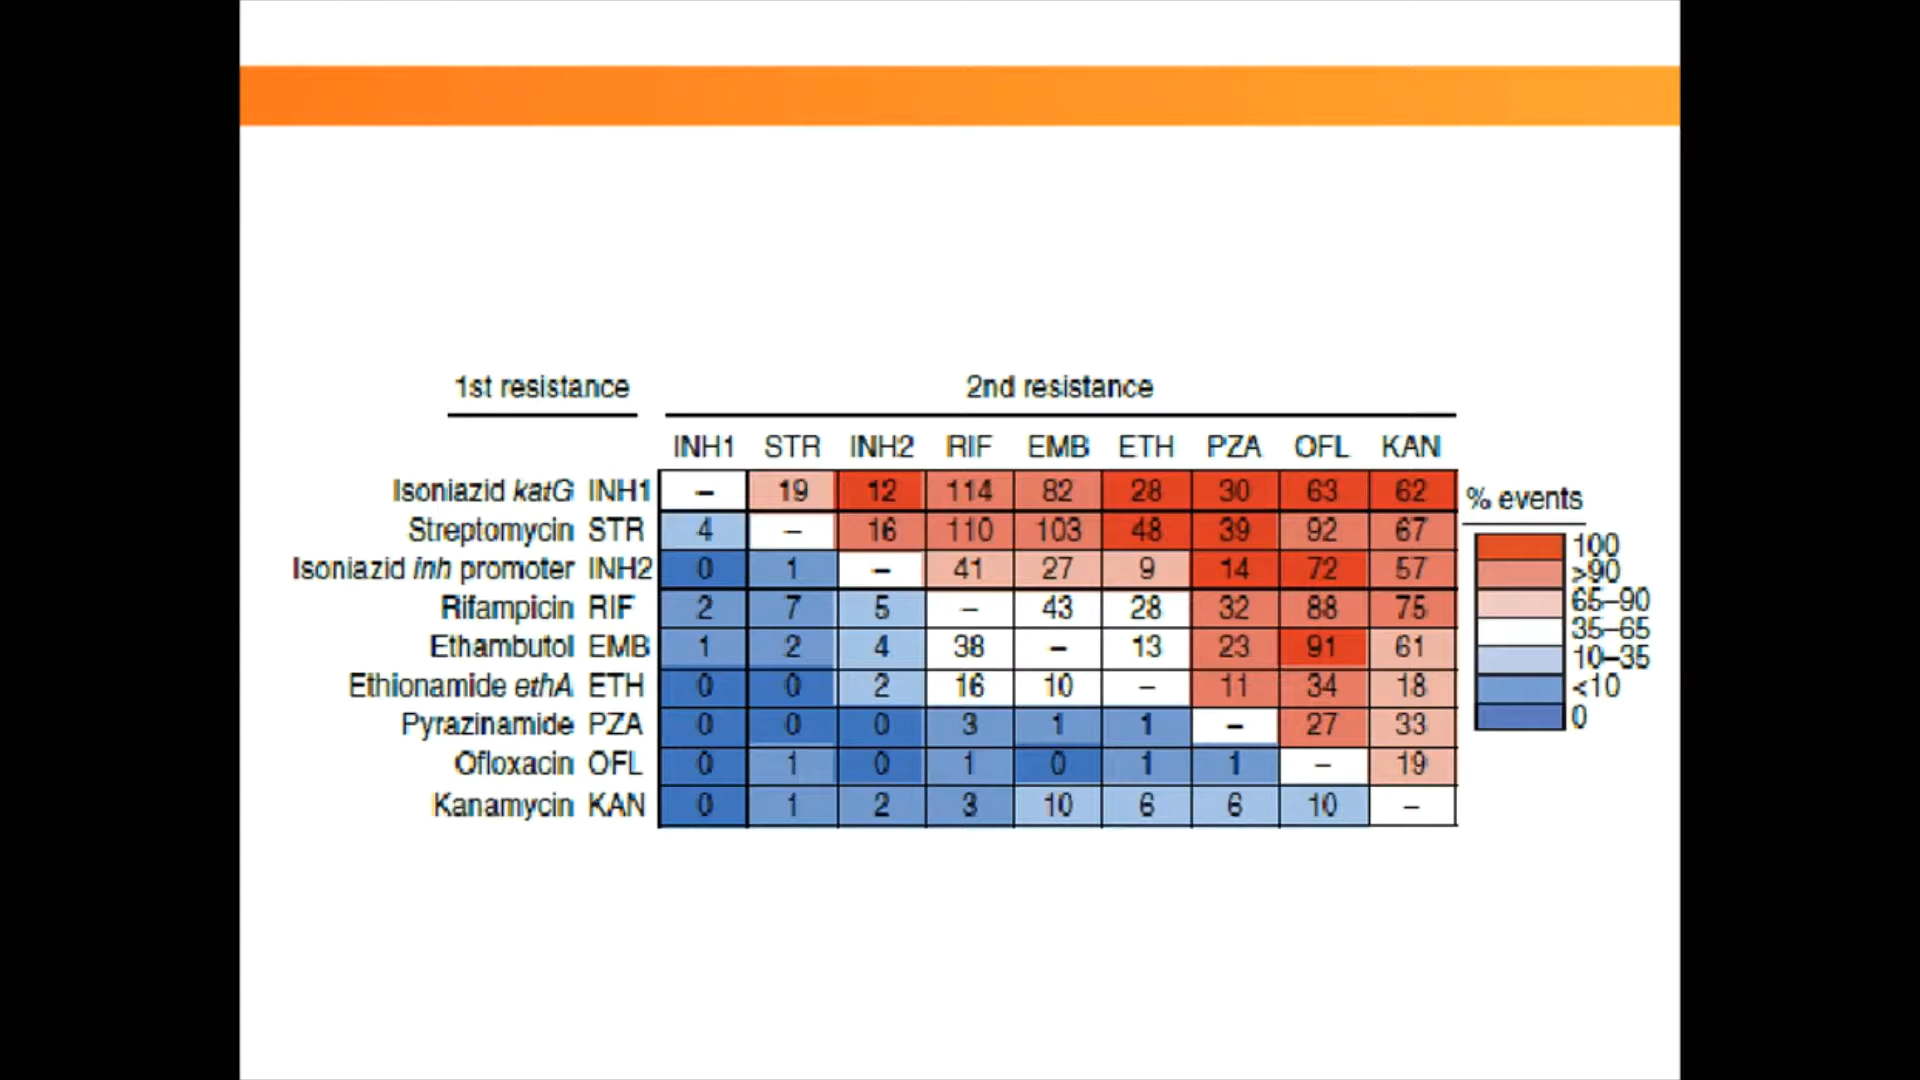 1st resistance 2nd resistance
INH1 STR INH2 RIF EMB ETH PZA OFL KAN
Isoniazid katG INH1 – 19 12 114 82 28 30 63 62
Streptomycin STR 4 – 16 110 103 48 39 92 67
Isoniazid inh promoter INH2 0 1 – 41 27 9 14 72 57
Rifampicin RIF 2 7 5 – 43 28 32 88 75
Ethambutol EMB 1 2 4 38 – 13 23 91 61
Ethionamide ethA ETH 0 0 2 16 10 – 11 34 18
Pyrazinamide PZA 0 0 0 3 1 1 – 27 33
Ofloxacin OFL 0 1 0 1 0 1 1 – 19
Kanamycin KAN 0 1 2 3 10 6 6 10 –
% events
100
>90
65–90
35–65
10–35
<10
0